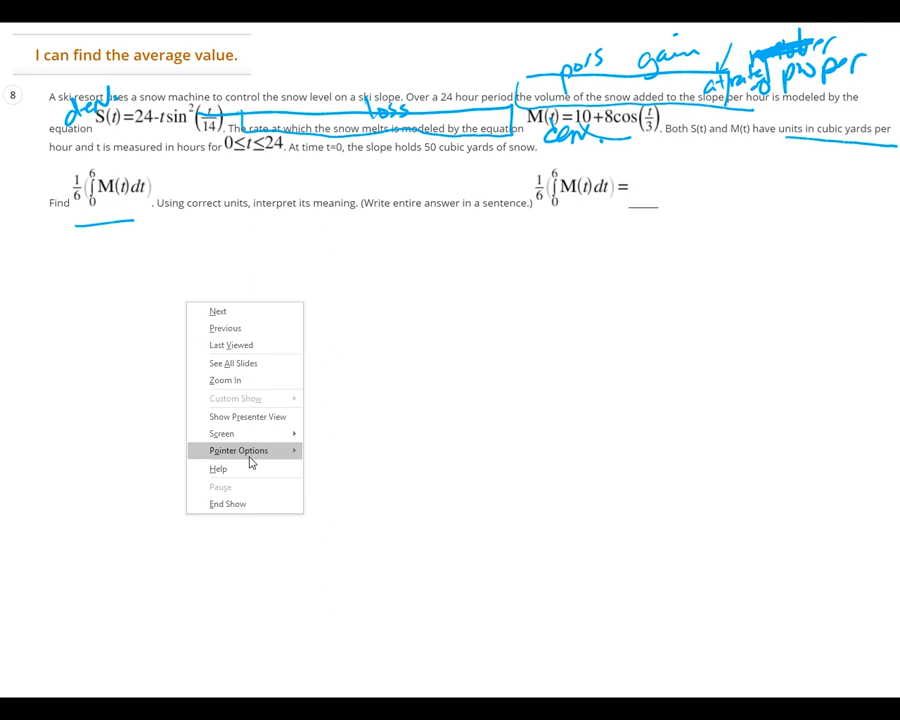 I can find the average value.
pos gain
proper
at rate
8 A ski resort uses a snow machine to control the snow level on a ski slope. Over a 24 hour period the volume of the snow added to the slope per hour is modeled by the
loss
equation S(t)=24-t sin²(t/14). The rate at which the snow melts is modeled by the equation M(t)=10+8cos(t/3). Both S(t) and M(t) have units in cubic yards per
hour and t is measured in hours for 0≤t≤24. At time t=0, the slope holds 50 cubic yards of snow.
Find 1/6(∫₀⁶ M(t)dt). Using correct units, interpret its meaning. (Write entire answer in a sentence.) 1/6(∫₀⁶ M(t)dt)= ____
Next
Previous
Last Viewed
See All Slides
Zoom In
Custom Show
Show Presenter View
Screen
Pointer Options
Help
Pause
End Show